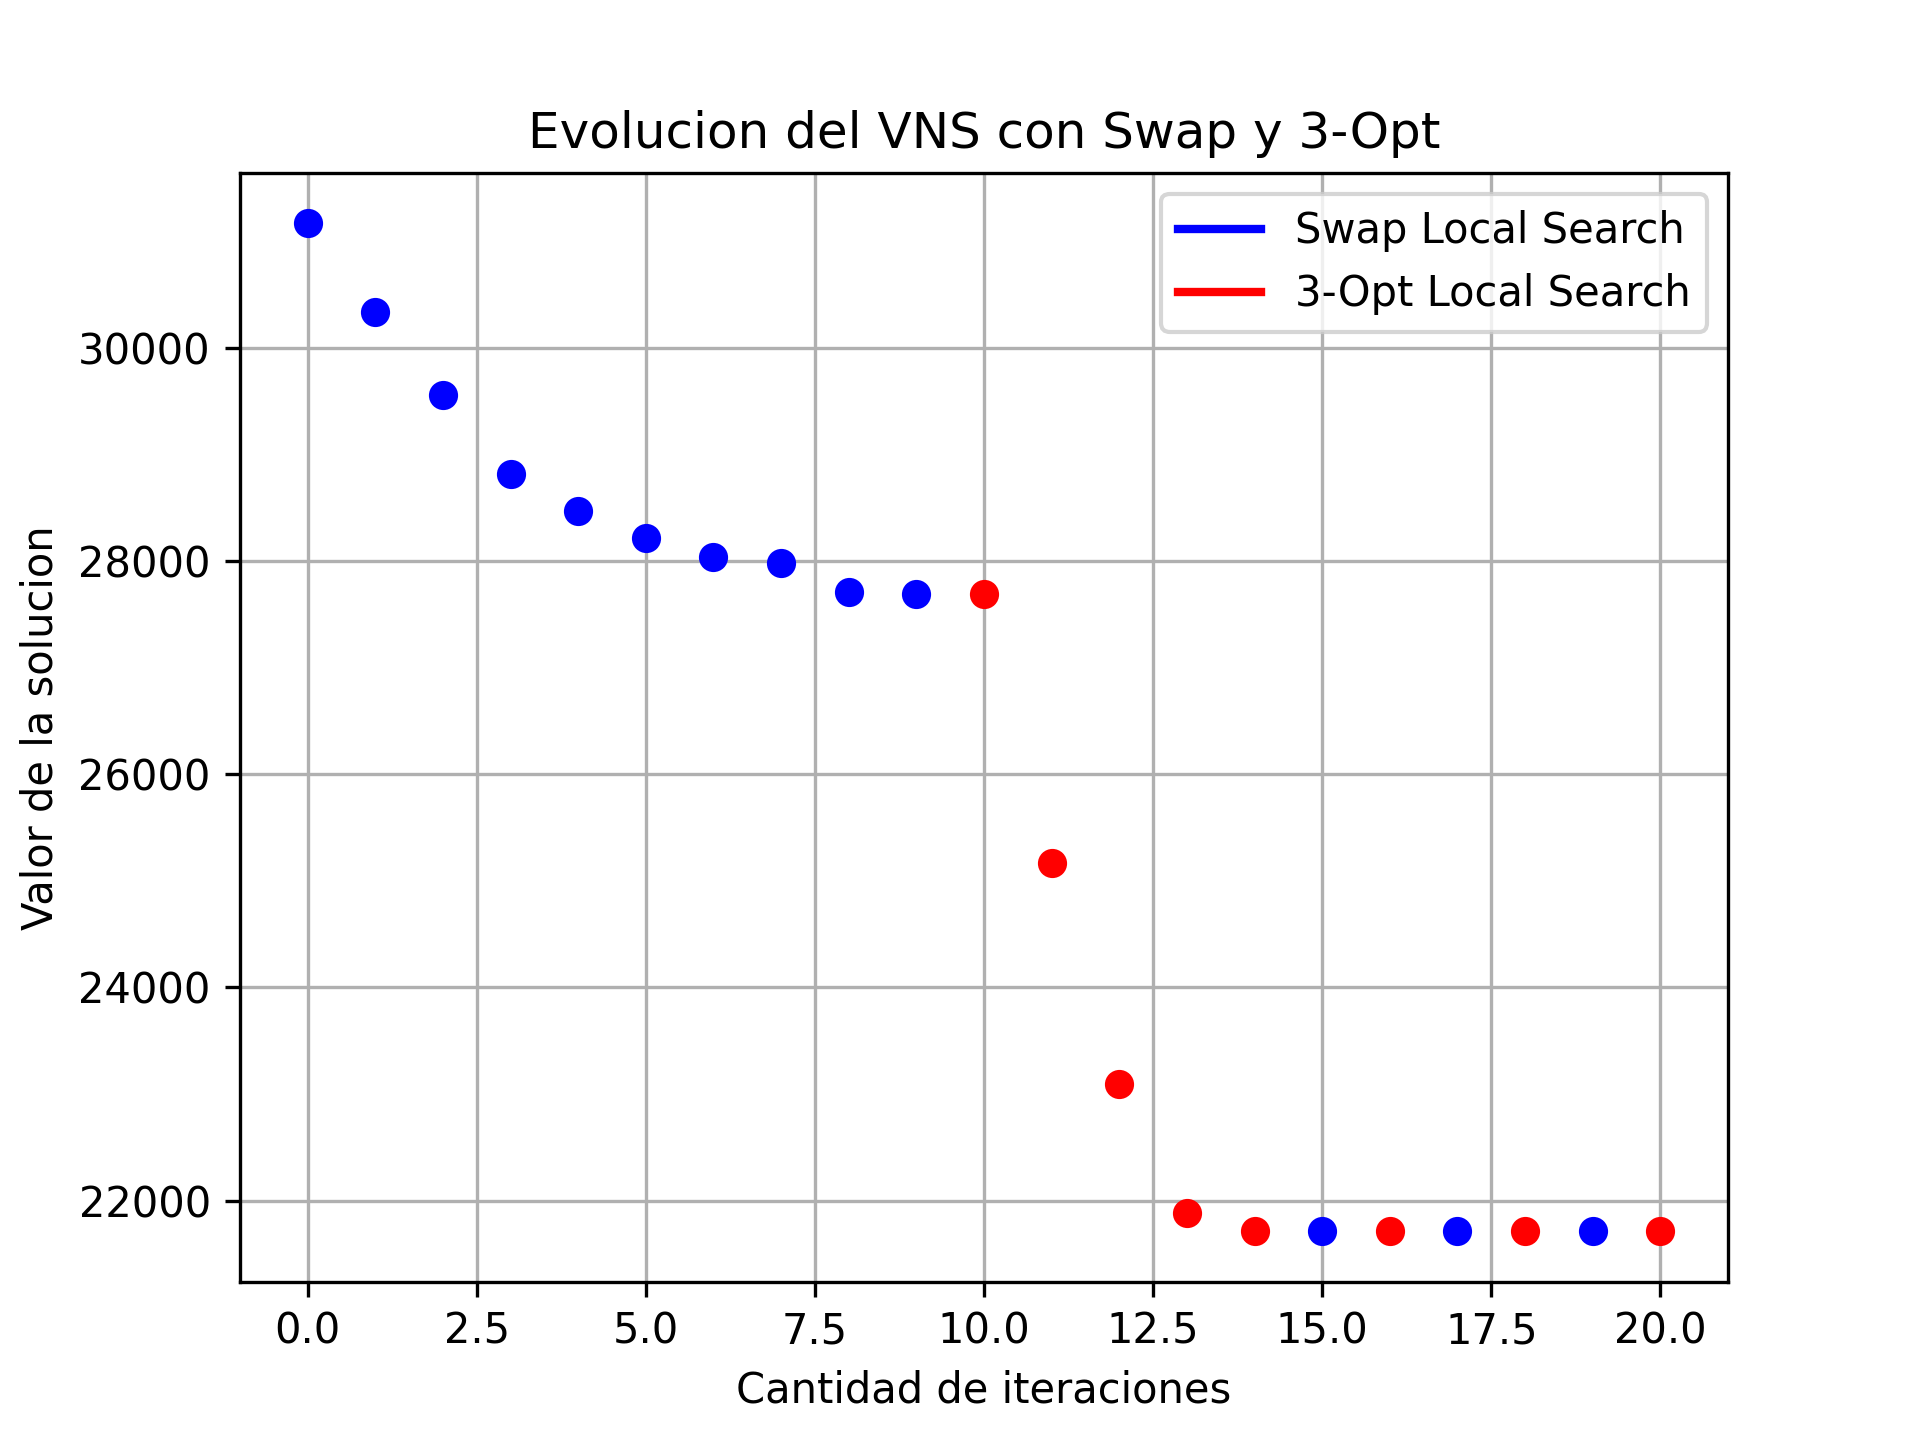 Evolucion del VNS con Swap y 3-Opt
Swap Local Search
3-Opt Local Search
Valor de la solucion
30000
28000
26000
24000
22000
0.0 2.5 5.0 7.5 10.0 12.5 15.0 17.5 20.0
Cantidad de iteraciones